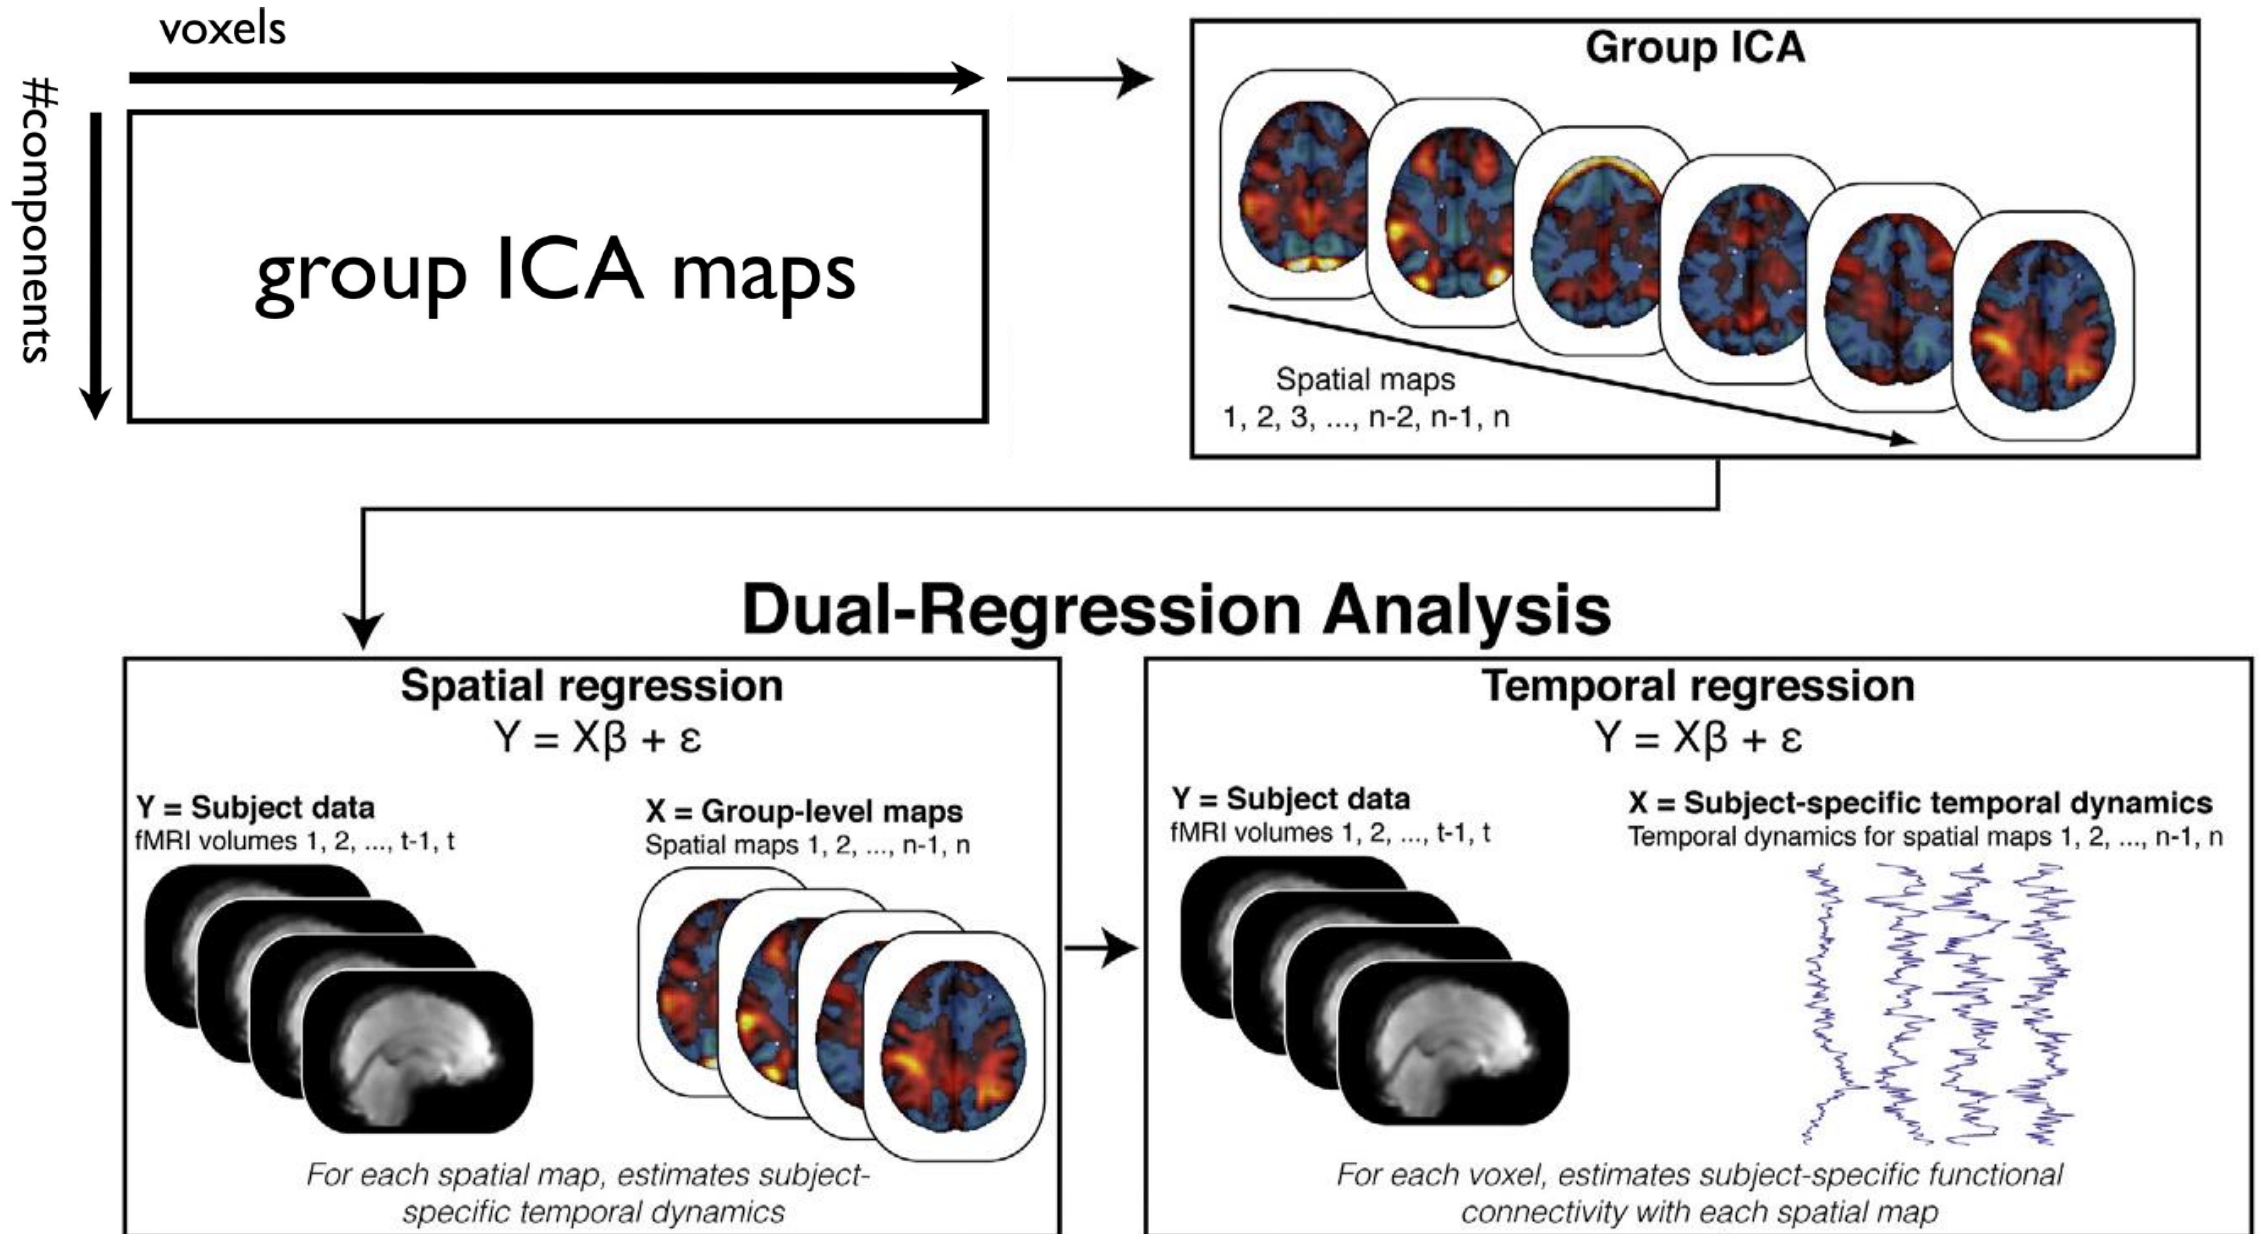 voxels
#components
group ICA maps
Group ICA
Spatial maps
1, 2, 3, ..., n-2, n-1, n
Dual-Regression Analysis
Spatial regression
Y = Xβ + ε
Y = Subject data
fMRI volumes 1, 2, ..., t-1, t
X = Group-level maps
Spatial maps 1, 2, ..., n-1, n
For each spatial map, estimates subject-
specific temporal dynamics
Temporal regression
Y = Xβ + ε
Y = Subject data
fMRI volumes 1, 2, ..., t-1, t
X = Subject-specific temporal dynamics
Temporal dynamics for spatial maps 1, 2, ..., n-1, n
For each voxel, estimates subject-specific functional
connectivity with each spatial map